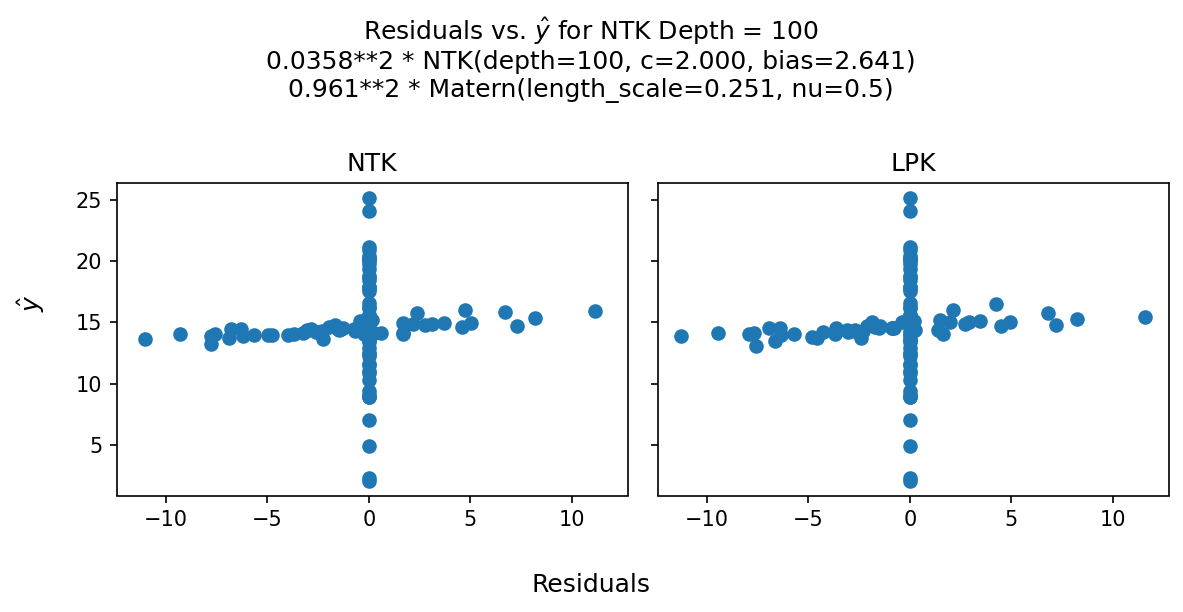 Residuals vs. ŷ for NTK Depth = 100
0.0358**2 * NTK(depth=100, c=2.000, bias=2.641)
0.961**2 * Matern(length_scale=0.251, nu=0.5)
NTK
LPK
25
20
15
10
5
ŷ
−10 −5 0 5 10
−10 −5 0 5 10
Residuals